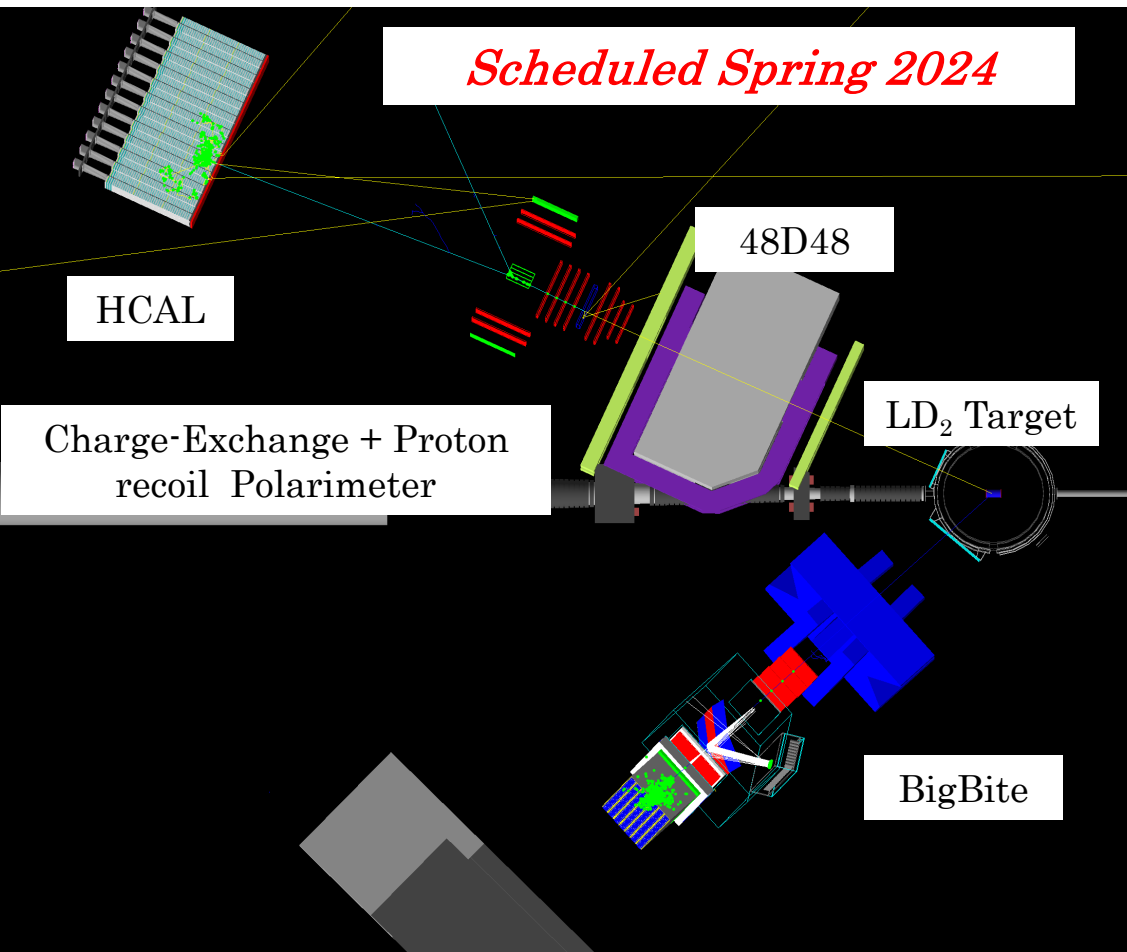 Scheduled Spring 2024
48D48
HCAL
LD₂ Target
Charge-Exchange + Proton
recoil Polarimeter
BigBite